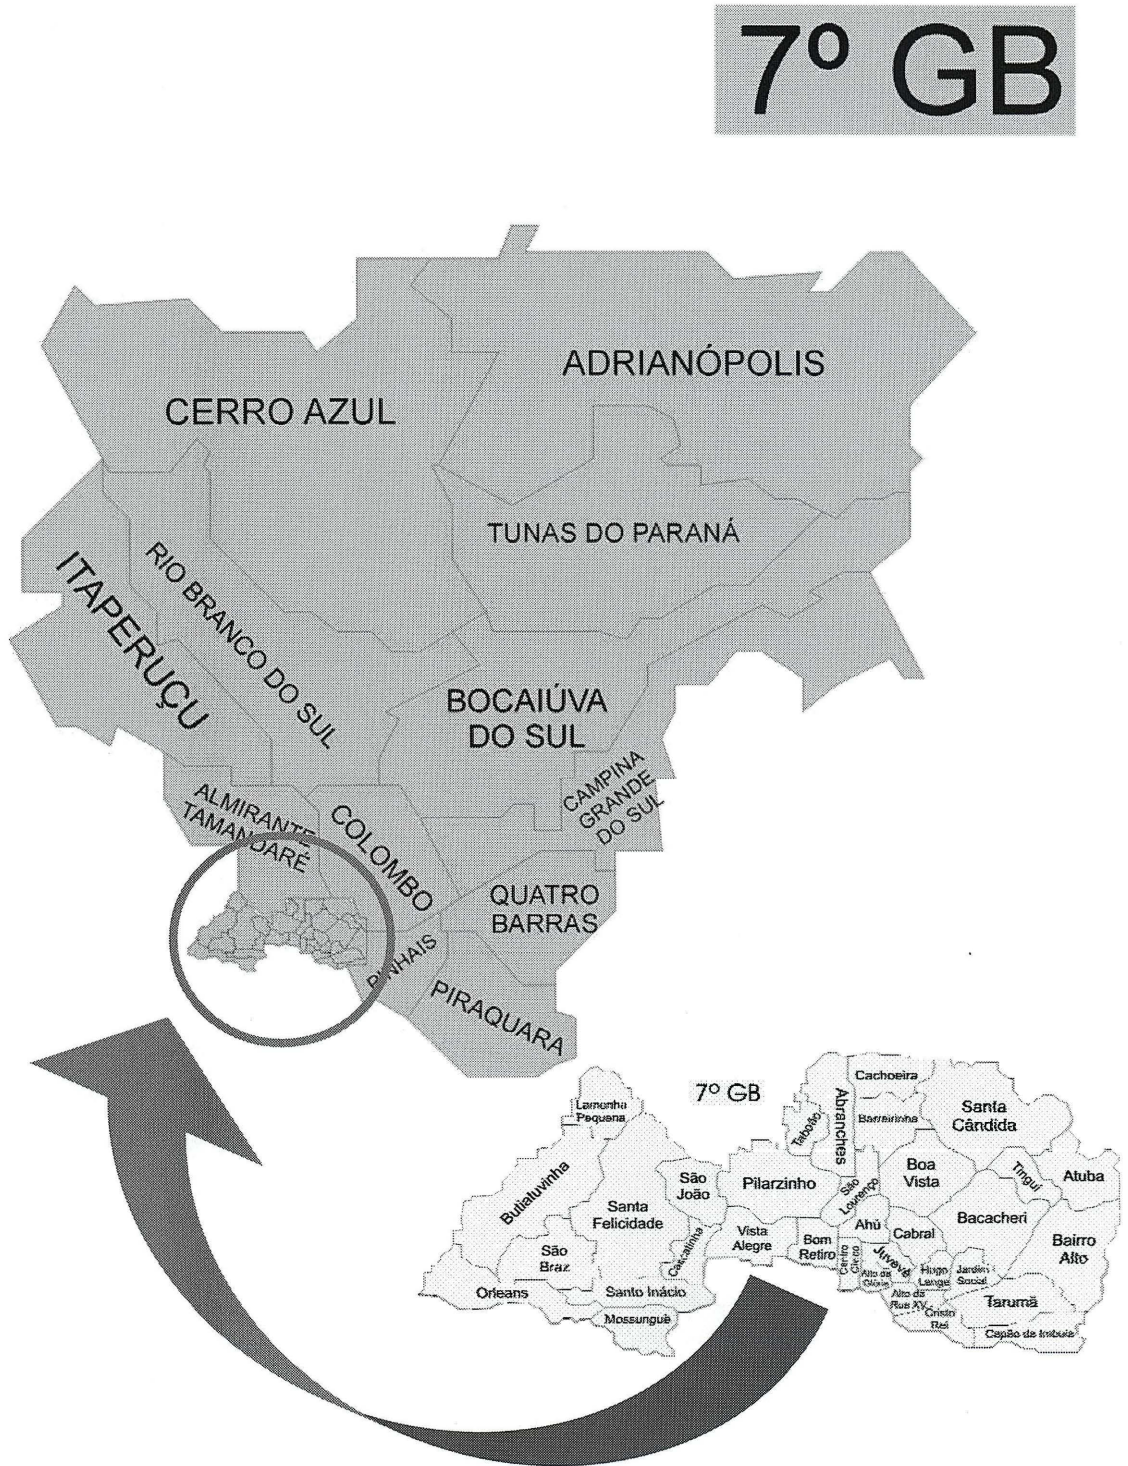 7º GB
ADRIANÓPOLIS
CERRO AZUL
TUNAS DO PARANÁ
RIO BRANCO DO SUL
ITAPERUÇU
BOCAIÚVA
DO SUL
CAMPINA
GRANDE
DO SUL
ALMIRANTE
TAMANDARÉ
COLOMBO
QUATRO
BARRAS
PINHAIS
PIRAQUARA
7º GB
Cachoeira
Lamenha
Pequena
Abranches
Taboão
Barreirinha
Santa
Cândida
Butiatuvinha
São
João
Pilarzinho
São
Lourenço
Boa
Vista
Tingui
Atuba
Santa
Felicidade
Cascatinha
Vista
Alegre
Bom
Retiro
Ahú
Cabral
Bacacheri
Bairro
Alto
São
Braz
Centro
Cívico
Juvevê
Alto da
Glória
Hugo
Lange
Jardim
Social
Orleans
Santo Inácio
Alto da
Rua XV
Cristo
Rei
Tarumã
Mossunguê
Capão da Imbuia